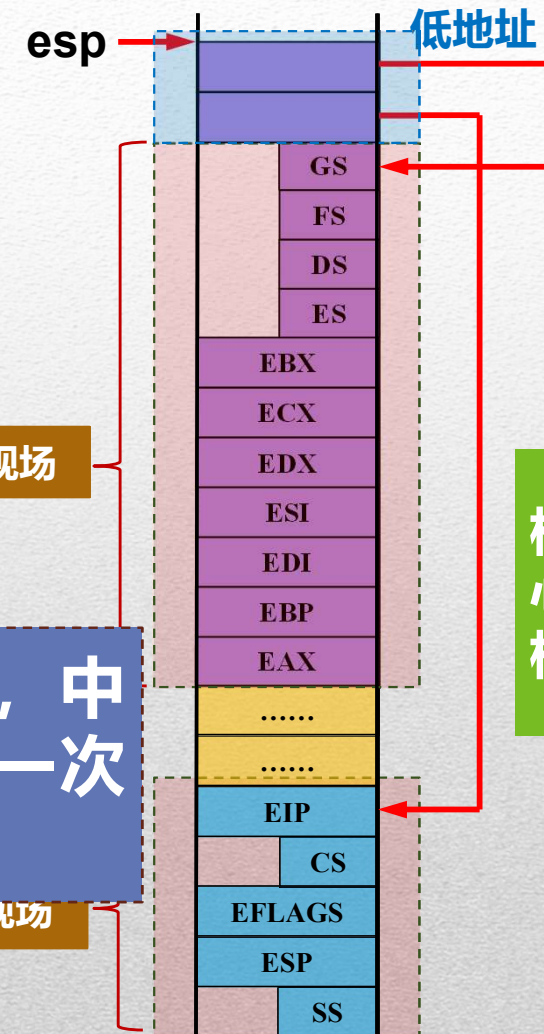 esp
低地址
GS
FS
DS
ES
EBX
ECX
EDX
现场
ESI
EDI
EBP
EAX
，中
一次
……
……
EIP
CS
现场
EFLAGS
ESP
SS